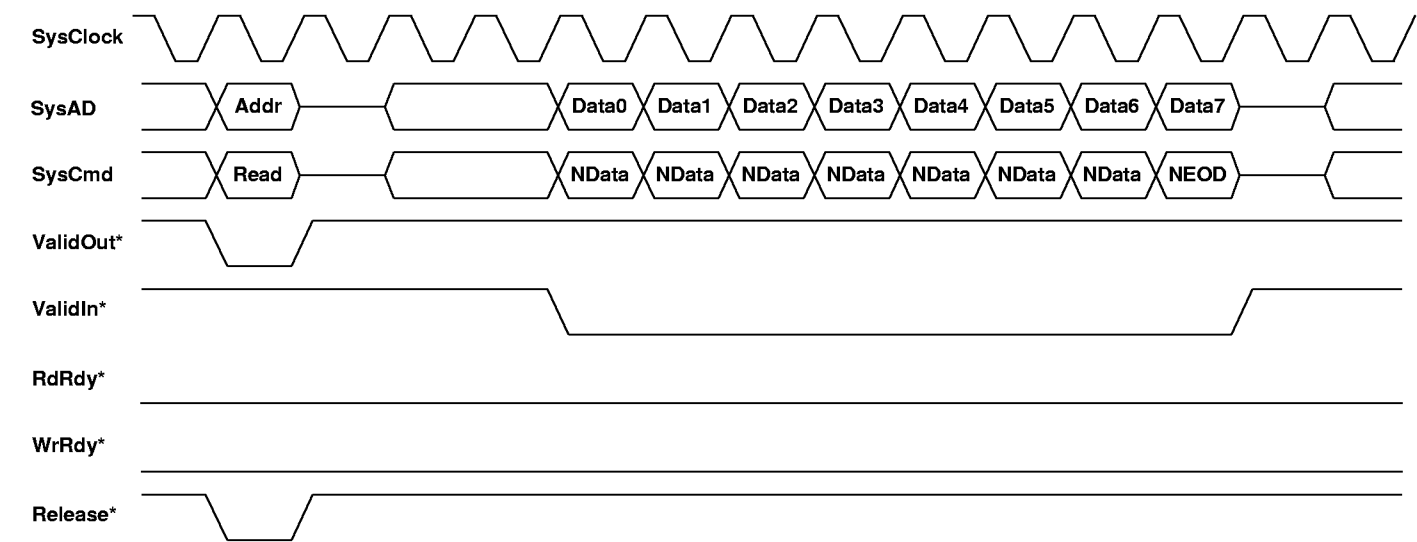 SysClock
SysAD Addr Data0 Data1 Data2 Data3 Data4 Data5 Data6 Data7
SysCmd Read NData NData NData NData NData NData NData NEOD
ValidOut*
ValidIn*
RdRdy*
WrRdy*
Release*